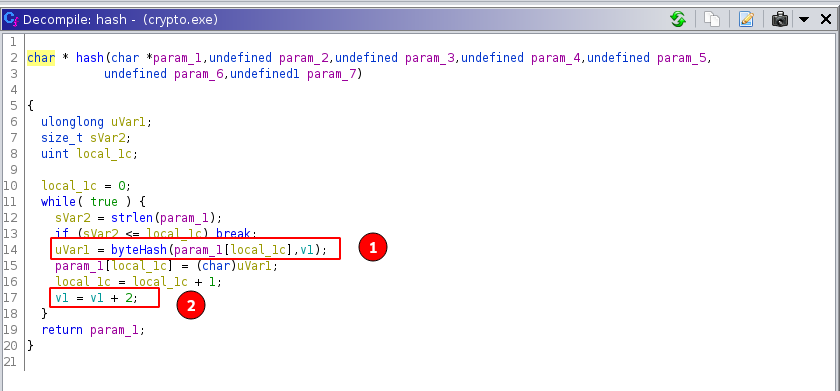 Decompile: hash - (crypto.exe)
1
2 char * hash(char *param_1,undefined param_2,undefined param_3,undefined param_4,undefined param_5,
3 undefined param_6,undefined1 param_7)
4
5 {
6 ulonglong uVar1;
7 size_t sVar2;
8 uint local_1c;
9
10 local_1c = 0;
11 while( true ) {
12 sVar2 = strlen(param_1);
13 if (sVar2 <= local_1c) break;
14 uVar1 = byteHash(param_1[local_1c],v1); 1
15 param_1[local_1c] = (char)uVar1;
16 local_1c = local_1c + 1;
17 v1 = v1 + 2; 2
18 }
19 return param_1;
20 }
21